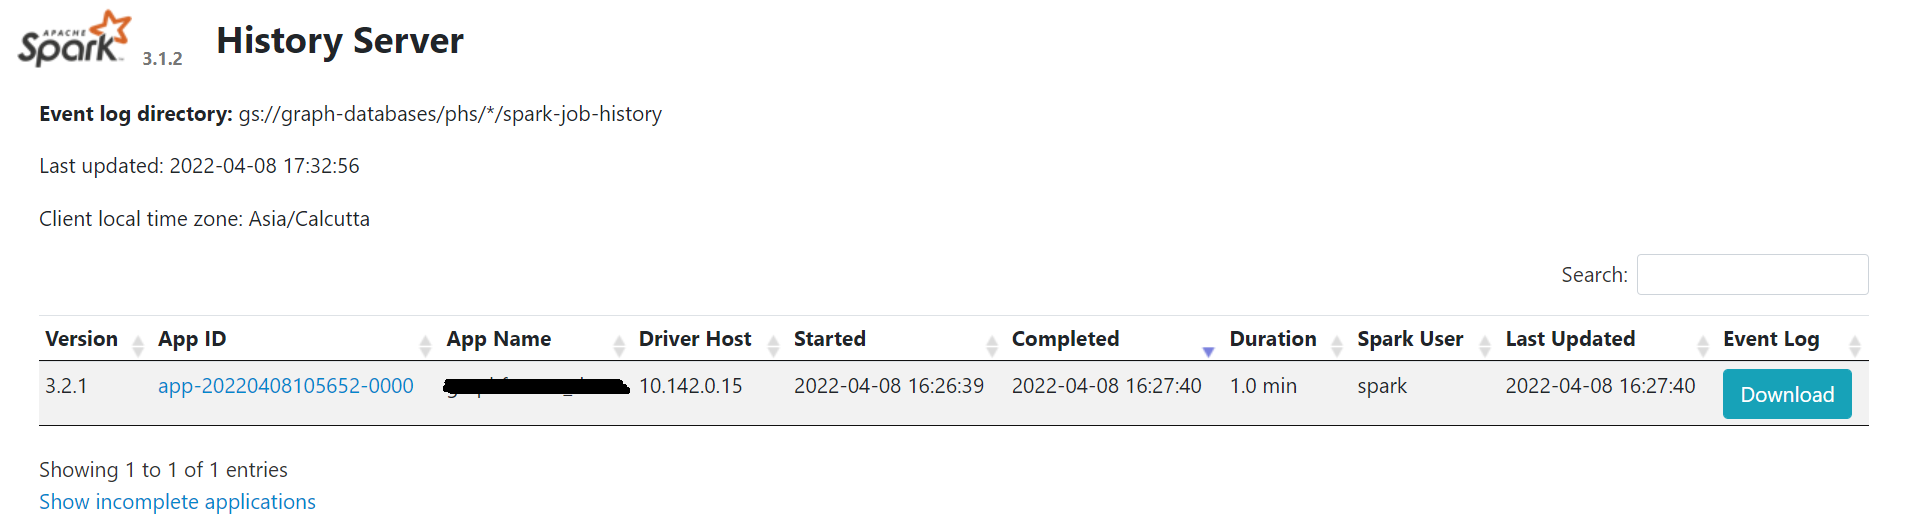 APACHE
Spark 3.1.2 History Server
Event log directory: gs://graph-databases/phs/*/spark-job-history
Last updated: 2022-04-08 17:32:56
Client local time zone: Asia/Calcutta
Search:
Version App ID App Name Driver Host Started Completed Duration Spark User Last Updated Event Log
3.2.1 app-20220408105652-0000 10.142.0.15 2022-04-08 16:26:39 2022-04-08 16:27:40 1.0 min spark 2022-04-08 16:27:40 Download
Showing 1 to 1 of 1 entries
Show incomplete applications